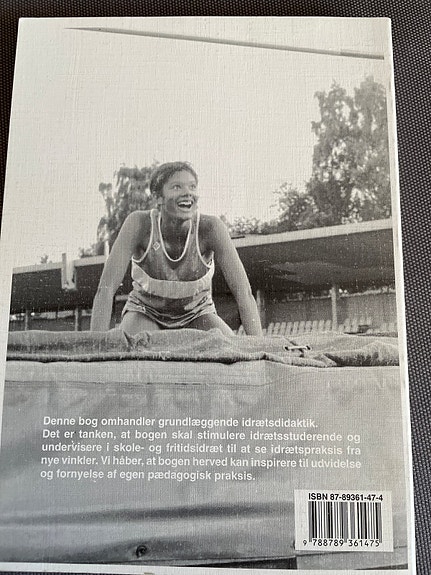 Denne bog omhandler grundlæggende idrætsdidaktik.
Det er tanken, at bogen skal stimulere idrætsstuderende og
undervisere i skole- og fritidsidræt til at se idrætspraksis fra
nye vinkler. Vi håber, at bogen herved kan inspirere til udvidelse
og fornyelse af egen pædagogisk praksis.
ISBN 87-89361-47-4
9 788789 361475